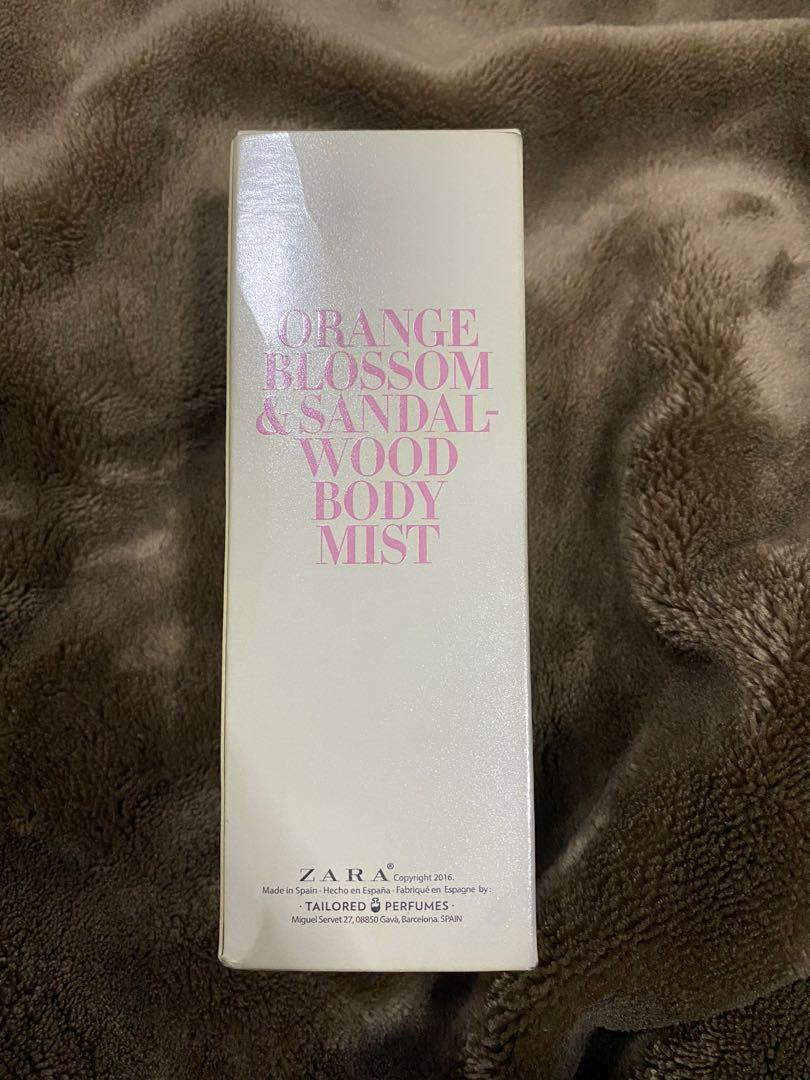 ORANGE
BLOSSOM
& SANDAL-
WOOD
BODY
MIST
ZARA® Copyright 2016.
Made in Spain - Hecho en España - Fabriqué en Espagne by:
· TAILORED PERFUMES ·
Miguel Servet 27, 08850 Gavà, Barcelona. SPAIN